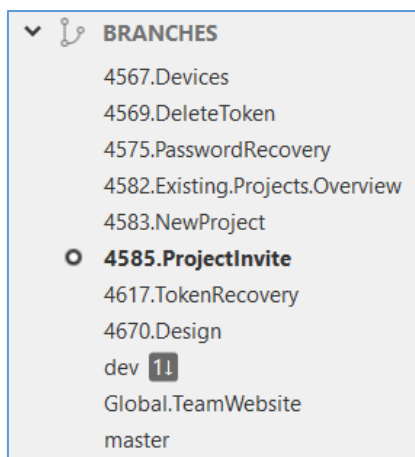 BRANCHES
4567.Devices
4569.DeleteToken
4575.PasswordRecovery
4582.Existing.Projects.Overview
4583.NewProject
4585.ProjectInvite
4617.TokenRecovery
4670.Design
dev 1↓
Global.TeamWebsite
master